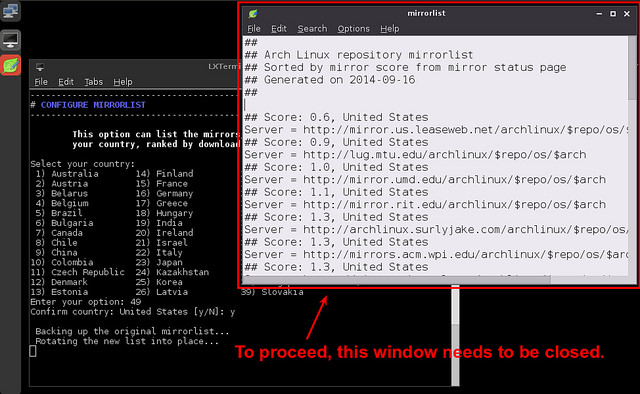 mirrorlist
File Edit Search Options Help
##
## Arch Linux repository mirrorlist
## Sorted by mirror score from mirror status page
## Generated on 2014-09-16
##
## Score: 0.6, United States
Server = http://mirror.us.leaseweb.net/archlinux/$repo/os/$
## Score: 0.9, United States
Server = http://lug.mtu.edu/archlinux/$repo/os/$arch
## Score: 1.0, United States
Server = http://mirror.umd.edu/archlinux/$repo/os/$arch
## Score: 1.1, United States
Server = http://mirror.rit.edu/archlinux/$repo/os/$arch
## Score: 1.3, United States
Server = http://archlinux.surlyjake.com/archlinux/$repo/os/
## Score: 1.3, United States
Server = http://mirrors.acm.wpi.edu/archlinux/$repo/os/$arc
## Score: 1.3, United States
LXTermi
File Edit Tabs Help
# CONFIGURE MIRRORLIST
This option can list the mirrors
your country, ranked by download
Select your country:
1) Australia 14) Finland
2) Austria 15) France
3) Belarus 16) Germany
4) Belgium 17) Greece
5) Brazil 18) Hungary
6) Bulgaria 19) India
7) Canada 20) Ireland
8) Chile 21) Israel
9) China 22) Italy
10) Colombia 23) Japan
11) Czech Republic 24) Kazakhstan
12) Denmark 25) Korea
13) Estonia 26) Latvia 39) Slovakia
Enter your option: 49
Confirm country: United States [y/N]: y
Backing up the original mirrorlist...
Rotating the new list into place...
To proceed, this window needs to be closed.